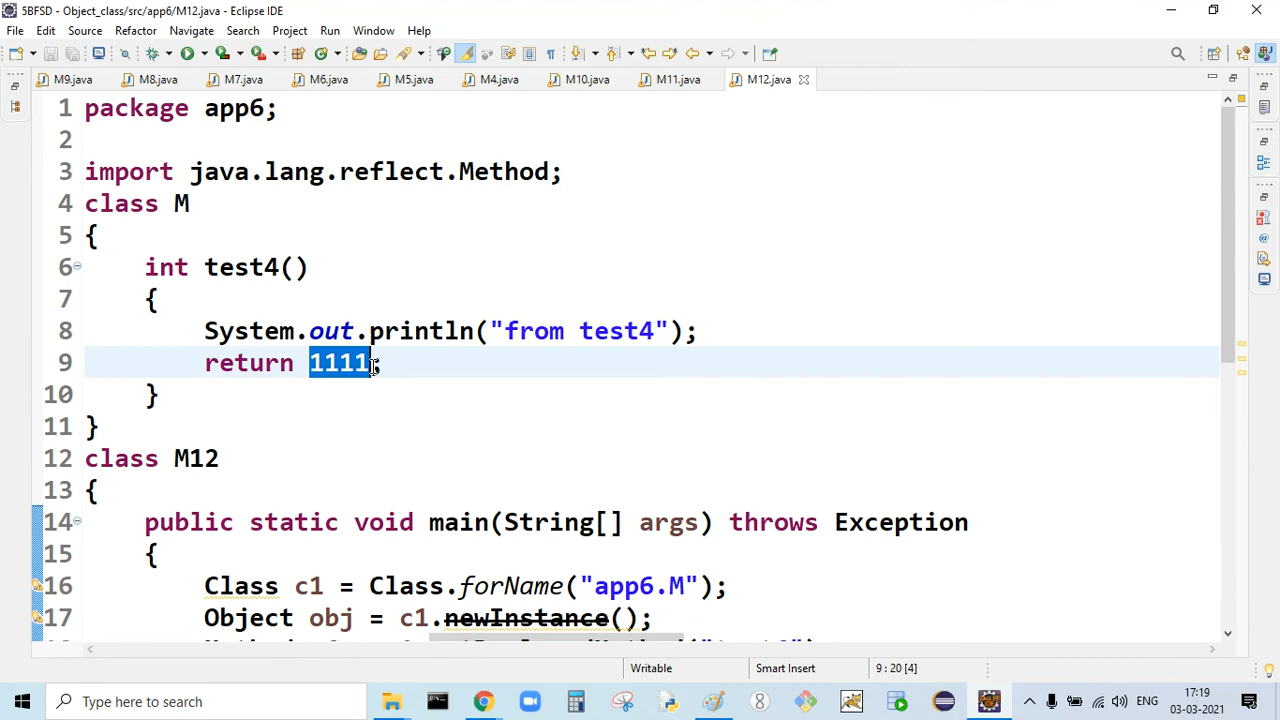 5BFSD - Object_class/src/app6/M12.java - Eclipse IDE
File Edit Source Refactor Navigate Search Project Run Window Help
M9.java M8.java M7.java M6.java M5.java M4.java M10.java M11.java M12.java
1 package app6;
2
3 import java.lang.reflect.Method;
4 class M
5 {
6 int test4()
7 {
8 System.out.println("from test4");
9 return 1111;
10 }
11 }
12 class M12
13 {
14 public static void main(String[] args) throws Exception
15 {
16 Class c1 = Class.forName("app6.M");
17 Object obj = c1.newInstance();
Writable Smart Insert 9 : 20 [4]
Type here to search
ENG 7:19
03-03-2021